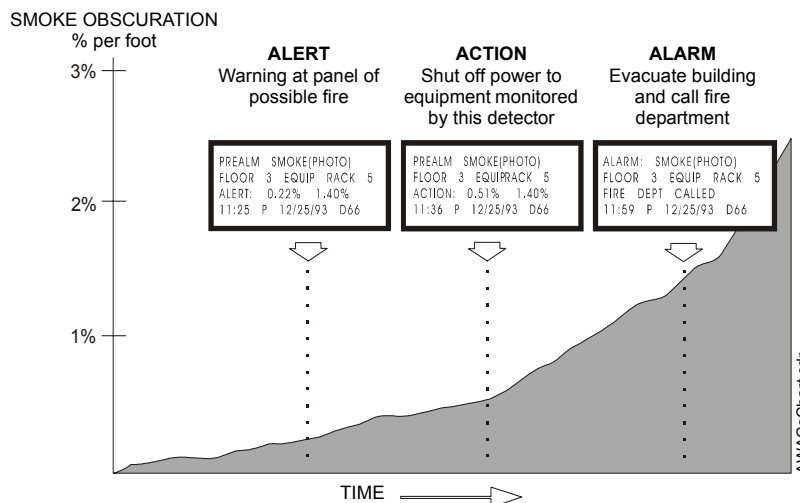 SMOKE OBSCURATION
% per foot
3%
2%
1%
ALERT
Warning at panel of
possible fire
PREALM SMOKE(PHOTO)
FLOOR 3 EQUIP RACK 5
ALERT: 0.22% 1.40%
11:25 P 12/25/93 D66
ACTION
Shut off power to
equipment monitored
by this detector
PREALM SMOKE(PHOTO)
FLOOR 3 EQUIPRACK 5
ACTION: 0.51% 1.40%
11:36 P 12/25/93 D66
ALARM
Evacuate building
and call fire
department
ALARM: SMOKE(PHOTO)
FLOOR 3 EQUIP RACK 5
FIRE DEPT CALLED
11:59 P 12/25/93 D66
TIME